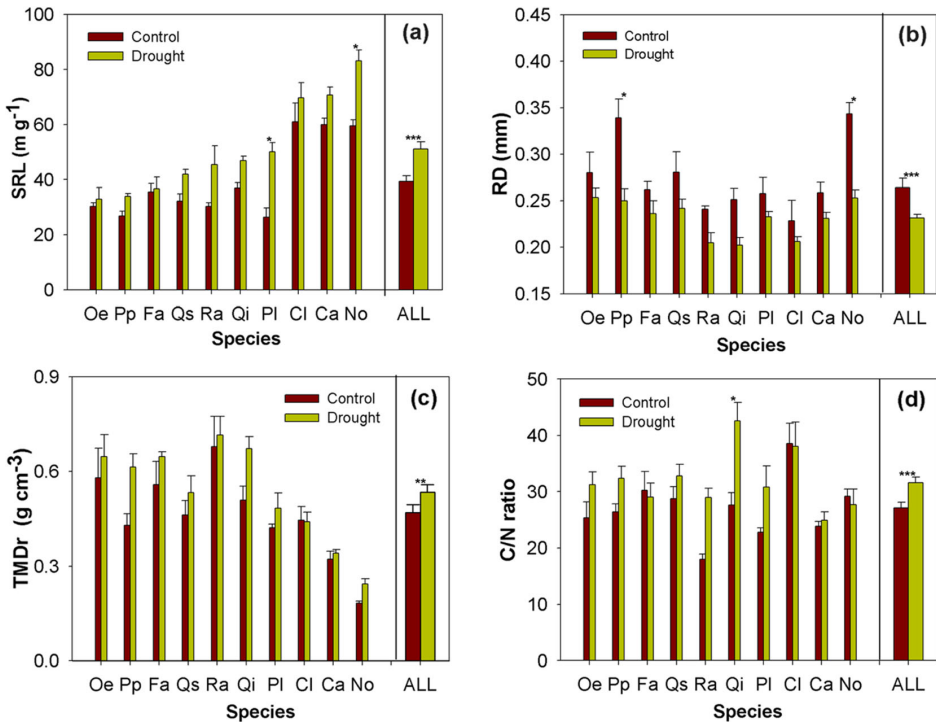 (a)
Control
Drought
SRL (m g⁻¹)
100
80
60
40
20
0
*
*
***
Oe Pp Fa Qs Ra Qi Pl Cl Ca No ALL
Species
(b)
Control
Drought
RD (mm)
0.45
0.40
0.35
0.30
0.25
0.20
0.15
*
*
***
Oe Pp Fa Qs Ra Qi Pl Cl Ca No ALL
Species
(c)
Control
Drought
TMDr (g cm⁻³)
0.9
0.6
0.3
0.0
**
Oe Pp Fa Qs Ra Qi Pl Cl Ca No ALL
Species
(d)
Control
Drought
C/N ratio
50
40
30
20
10
0
*
***
Oe Pp Fa Qs Ra Qi Pl Cl Ca No ALL
Species